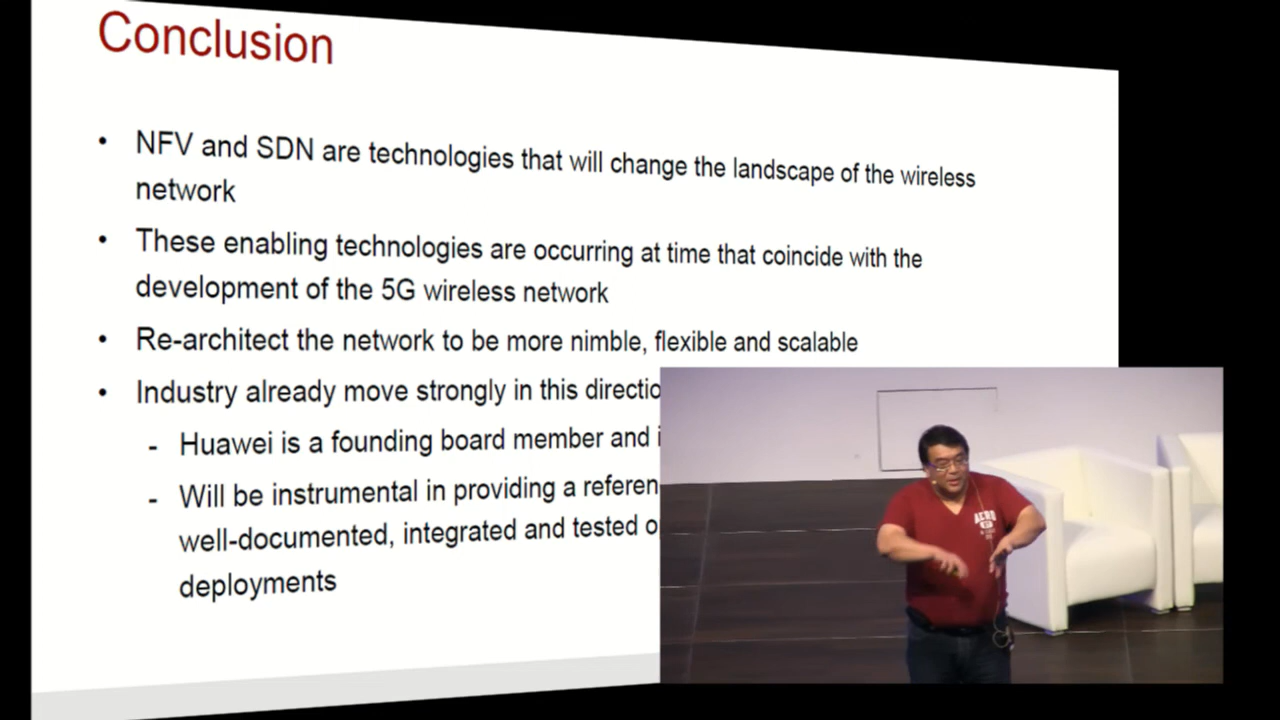 Conclusion
• NFV and SDN are technologies that will change the landscape of the wireless
network
• These enabling technologies are occurring at time that coincide with the
development of the 5G wireless network
• Re-architect the network to be more nimble, flexible and scalable
• Industry already move strongly in this directio
- Huawei is a founding board member and i
- Will be instrumental in providing a referen
well-documented, integrated and tested o
deployments
AERO